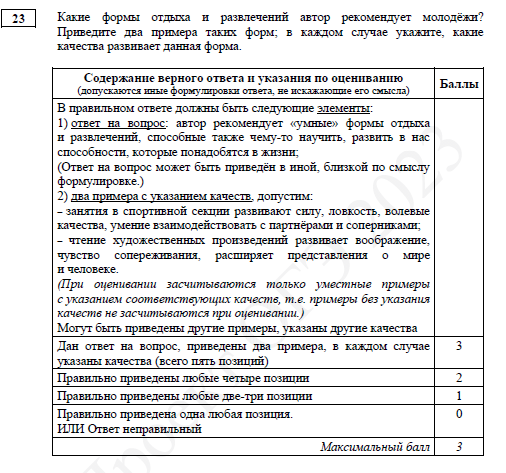 23
Какие формы отдыха и развлечений автор рекомендует молодёжи?
Приведите два примера таких форм; в каждом случае укажите, какие
качества развивает данная форма.
Содержание верного ответа и указания по оцениванию
(допускаются иные формулировки ответа, не искажающие его смысла)
Баллы
В правильном ответе должны быть следующие элементы:
1) ответ на вопрос: автор рекомендует «умные» формы отдыха
и развлечений, способные также чему-то научить, развить в нас
способности, которые понадобятся в жизни;
(Ответ на вопрос может быть приведён в иной, близкой по смыслу
формулировке.)
2) два примера с указанием качеств, допустим:
– занятия в спортивной секции развивают силу, ловкость, волевые
качества, умение взаимодействовать с партнёрами и соперниками;
– чтение художественных произведений развивает воображение,
чувство сопереживания, расширяет представления о мире
и человеке.
(При оценивании засчитываются только уместные примеры
с указанием соответствующих качеств, т.е. примеры без указания
качеств не засчитываются при оценивании.)
Могут быть приведены другие примеры, указаны другие качества
Дан ответ на вопрос, приведены два примера, в каждом случае
указаны качества (всего пять позиций)
3
Правильно приведены любые четыре позиции
2
Правильно приведены любые две-три позиции
1
Правильно приведена одна любая позиция.
ИЛИ Ответ неправильный
0
Максимальный балл
3